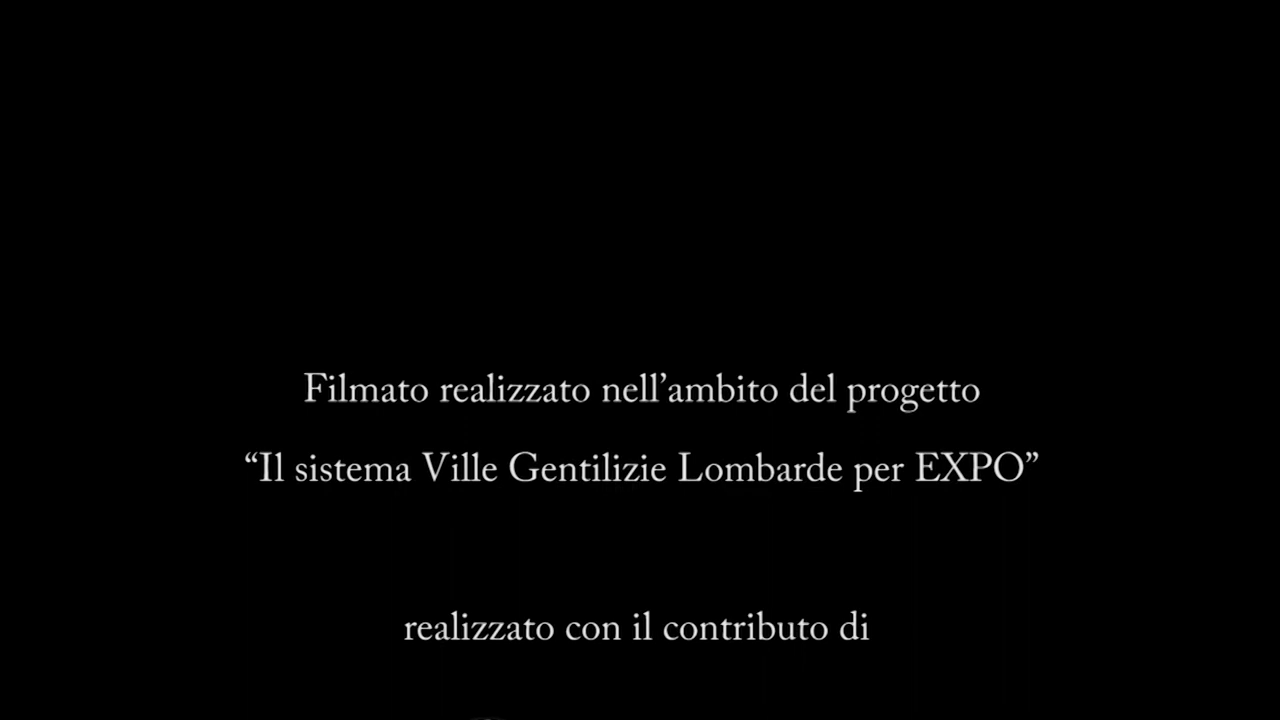 Filmato realizzato nell’ambito del progetto
“Il sistema Ville Gentilizie Lombarde per EXPO”
realizzato con il contributo di